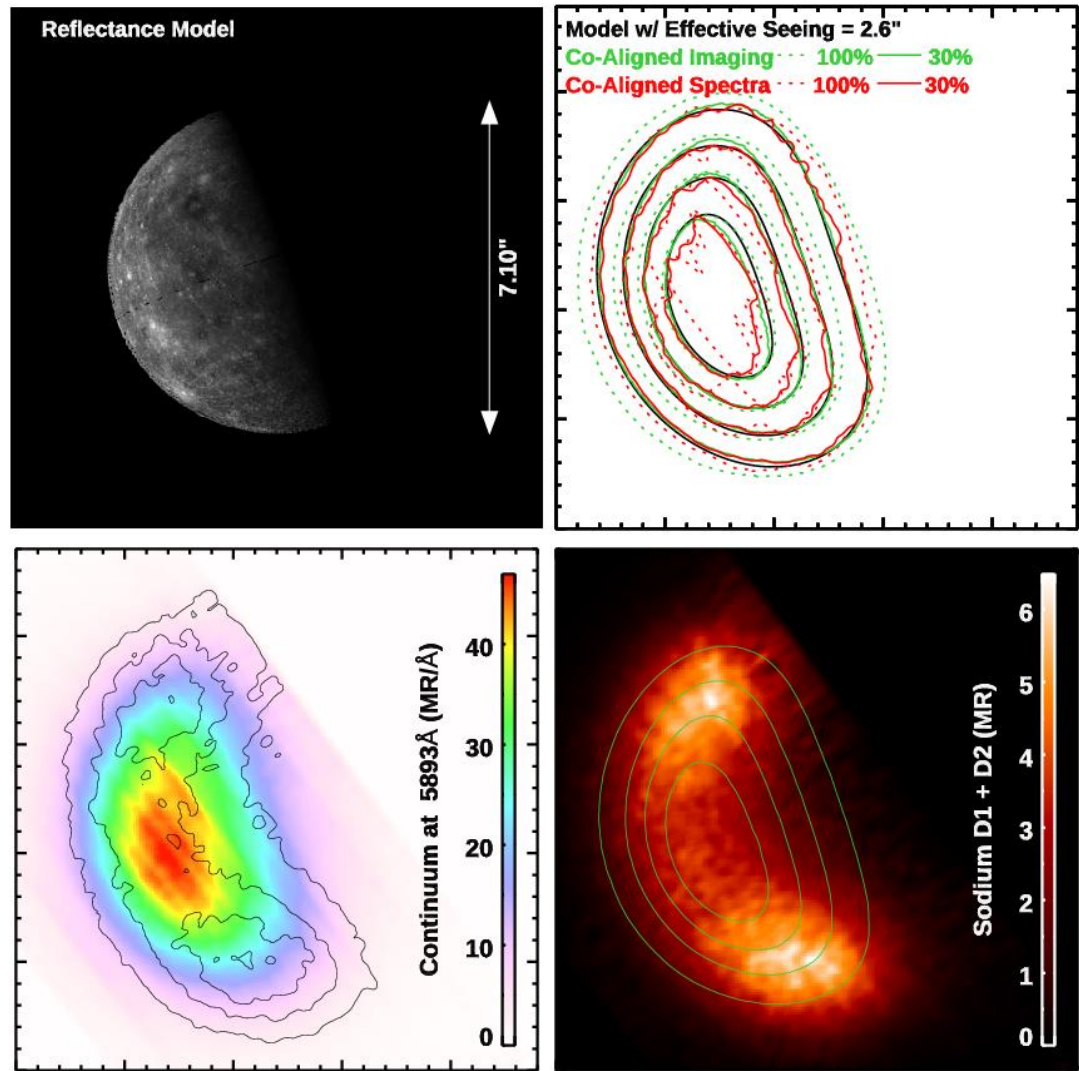 Reflectance Model
7.10"
Model w/ Effective Seeing = 2.6"
Co-Aligned Imaging 100% 30%
Co-Aligned Spectra 100% 30%
Continuum at 5893Å (MR/Å)
40
30
20
10
0
Sodium D1 + D2 (MR)
6
5
4
3
2
1
0